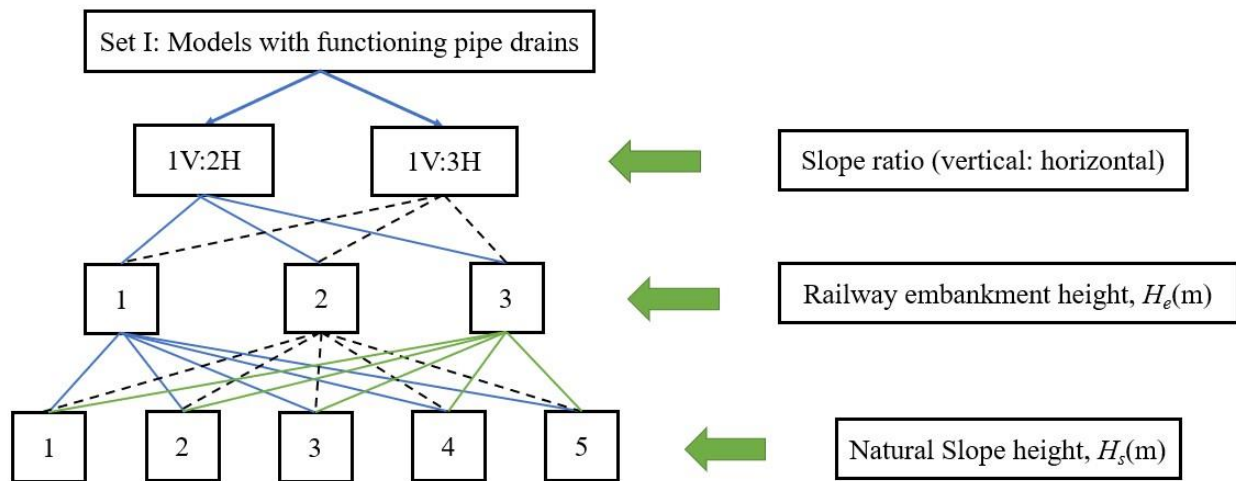 Set I: Models with functioning pipe drains
1V:2H
1V:3H
Slope ratio (vertical: horizontal)
1
2
3
Railway embankment height, He(m)
1
2
3
4
5
Natural Slope height, Hs(m)